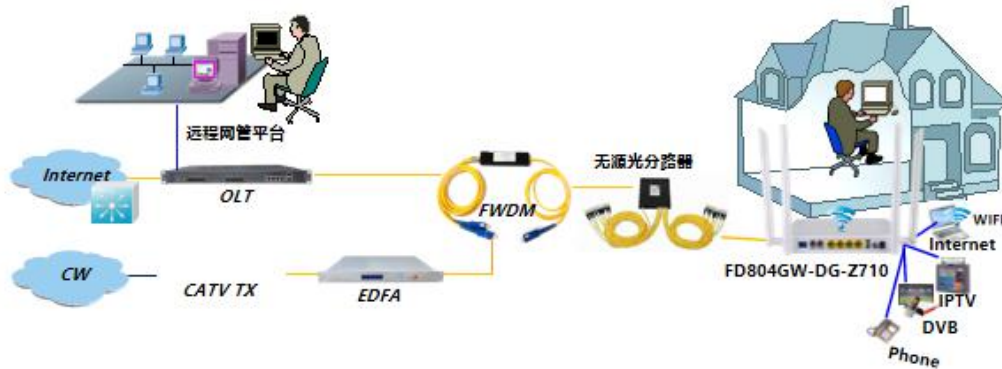 远程网管平台
Internet
OLT
FWDM
无源光分路器
CW
CATV TX
EDFA
FD804GW-DG-Z710
WIFI
Internet
IPTV
DVB
Phone